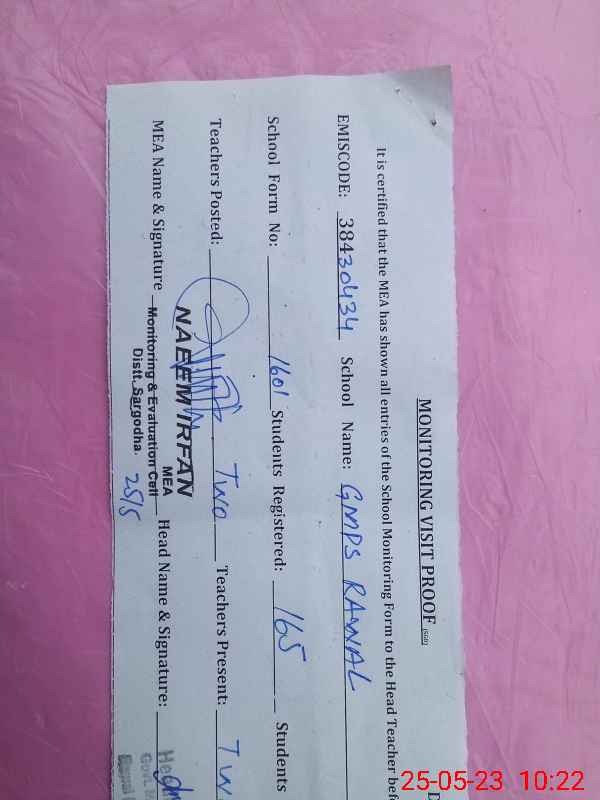 MONITORING VISIT PROOF (SGD)
It is certified that the MEA has shown all entries of the School Monitoring Form to the Head Teacher bef
EMISCODE: 38430434 School Name: GMPS RAWAL
School Form No: 1601 Students Registered: 165 Students
Teachers Posted: Two Teachers Present: Tw
MEA Name & Signature Head Name & Signature:
NAEEM IRFAN
MEA
Monitoring & Evaluation Cell
Distt. Sargodha.
25/5
25-05-23 10:22